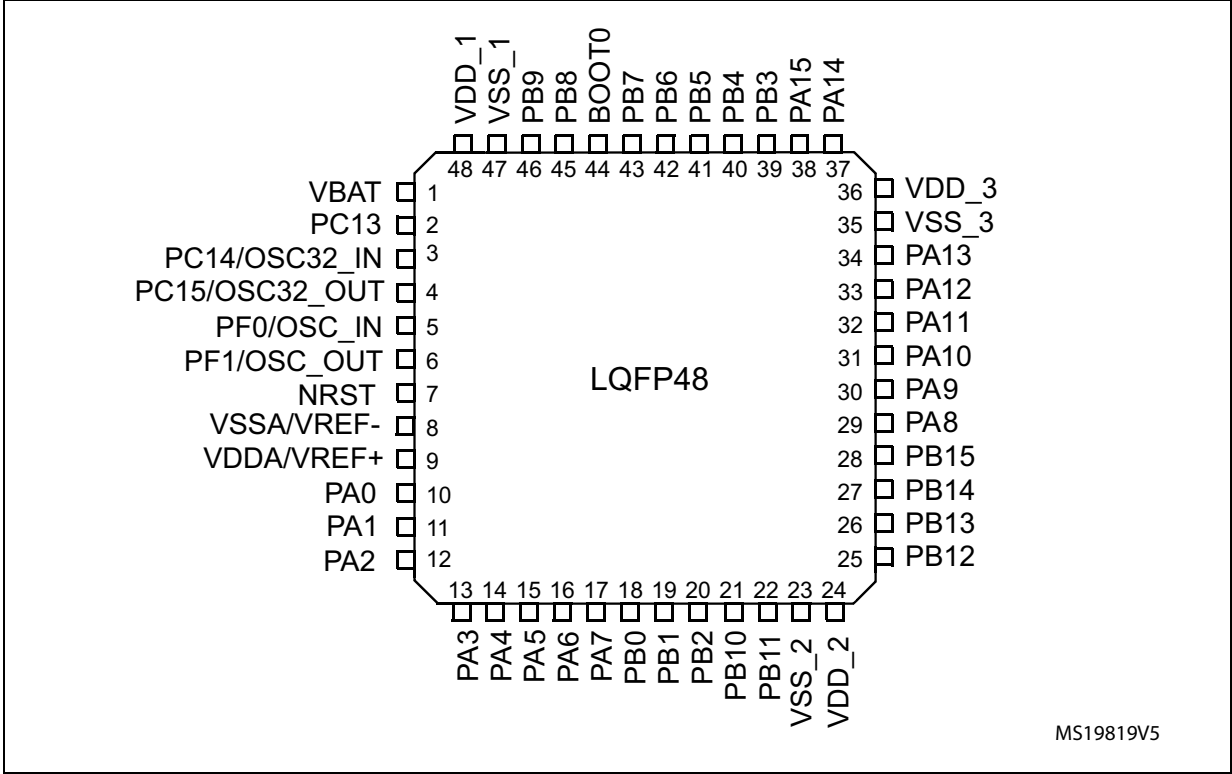 VDD_1
VSS_1
PB9
PB8
BOOT0
PB7
PB6
PB5
PB4
PB3
PA15
PA14
48 47 46 45 44 43 42 41 40 39 38 37
VBAT 1
PC13 2
PC14/OSC32_IN 3
PC15/OSC32_OUT 4
PF0/OSC_IN 5
PF1/OSC_OUT 6
NRST 7
VSSA/VREF- 8
VDDA/VREF+ 9
PA0 10
PA1 11
PA2 12
LQFP48
36 VDD_3
35 VSS_3
34 PA13
33 PA12
32 PA11
31 PA10
30 PA9
29 PA8
28 PB15
27 PB14
26 PB13
25 PB12
13 14 15 16 17 18 19 20 21 22 23 24
PA3
PA4
PA5
PA6
PA7
PB0
PB1
PB2
PB10
PB11
VSS_2
VDD_2
MS19819V5